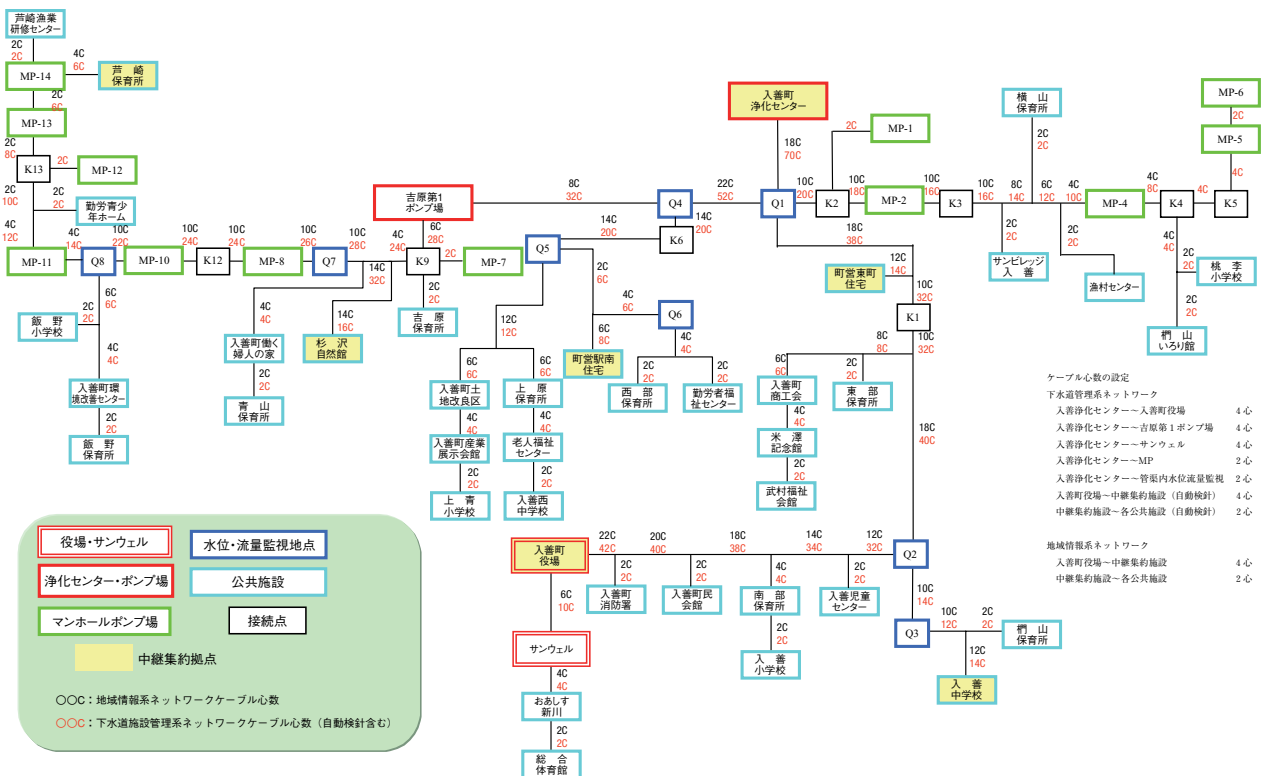 芦崎漁業
研修センター
2C
2C
4C
6C
MP-14
芦 崎
保育所
2C
6C
MP-13
2C
8C
K13
2C
MP-12
2C
10C
2C
2C
勤労青少
年ホーム
4C
12C
MP-11
4C
14C
Q8
10C
22C
MP-10
10C
24C
K12
10C
24C
MP-8
10C
26C
Q7
10C
28C
4C
24C
K9
2C
MP-7
6C
6C
飯 野
小学校
2C
2C
4C
4C
入善町環
境改善センター
2C
2C
飯 野
保育所
4C
4C
入善町働く
婦人の家
2C
2C
青 山
保育所
14C
32C
14C
16C
杉 沢
自然館
吉原第1
ポンプ場
6C
28C
2C
2C
吉 原
保育所
8C
32C
Q4
22C
52C
14C
20C
K6
14C
20C
Q5
2C
6C
4C
6C
Q6
6C
8C
町営駅南
住宅
4C
4C
2C
2C
西 部
保育所
2C
2C
勤労者福
祉センター
12C
12C
6C
6C
入善町土
地改良区
4C
4C
入善町産業
展示会館
2C
2C
上 青
小学校
6C
6C
上 原
保育所
4C
4C
老人福祉
センター
2C
2C
入善西
中学校
入善町
浄化センター
18C
70C
Q1
10C
20C
K2
2C
MP-1
10C
18C
MP-2
10C
16C
K3
10C
16C
8C
14C
6C
12C
4C
10C
MP-4
4C
8C
K4
4C
K5
4C
MP-5
2C
MP-6
横 山
保育所
2C
2C
2C
2C
サンビレッジ
入 善
2C
2C
漁村センター
4C
4C
2C
2C
桃 李
小学校
2C
2C
椚 山
いろり館
18C
38C
町営東町
住宅
12C
14C
10C
32C
K1
10C
32C
8C
8C
6C
6C
入善町
商工会
4C
4C
米 澤
記念館
2C
2C
武村福祉
会館
2C
2C
東 部
保育所
18C
40C
Q2
12C
32C
14C
34C
18C
38C
20C
40C
22C
42C
入善町
役場
2C
2C
入善町
消防署
2C
2C
入善町民
会館
4C
4C
南 部
保育所
2C
2C
入 善
小学校
2C
2C
入善児童
センター
10C
14C
Q3
10C
12C
2C
2C
椚 山
保育所
12C
14C
入 善
中学校
6C
10C
サンウェル
4C
4C
おあしす
新川
2C
2C
総 合
体育館
ケーブル心数の設定
下水道管理系ネットワーク
入善浄化センター～入善町役場 4心
入善浄化センター～吉原第1ポンプ場 4心
入善浄化センター～サンウェル 4心
入善浄化センター～MP 2心
入善浄化センター～管渠内水位流量監視 2心
入善町役場～中継集約施設(自動検針) 4心
中継集約施設～各公共施設(自動検針) 2心
地域情報系ネットワーク
入善町役場～中継集約施設 4心
中継集約施設～各公共施設 2心
役場・サンウェル
水位・流量監視地点
浄化センター・ポンプ場
公共施設
マンホールポンプ場
接続点
中継集約拠点
○○C：地域情報系ネットワークケーブル心数
○○C：下水道施設管理系ネットワークケーブル心数(自動検針含む)